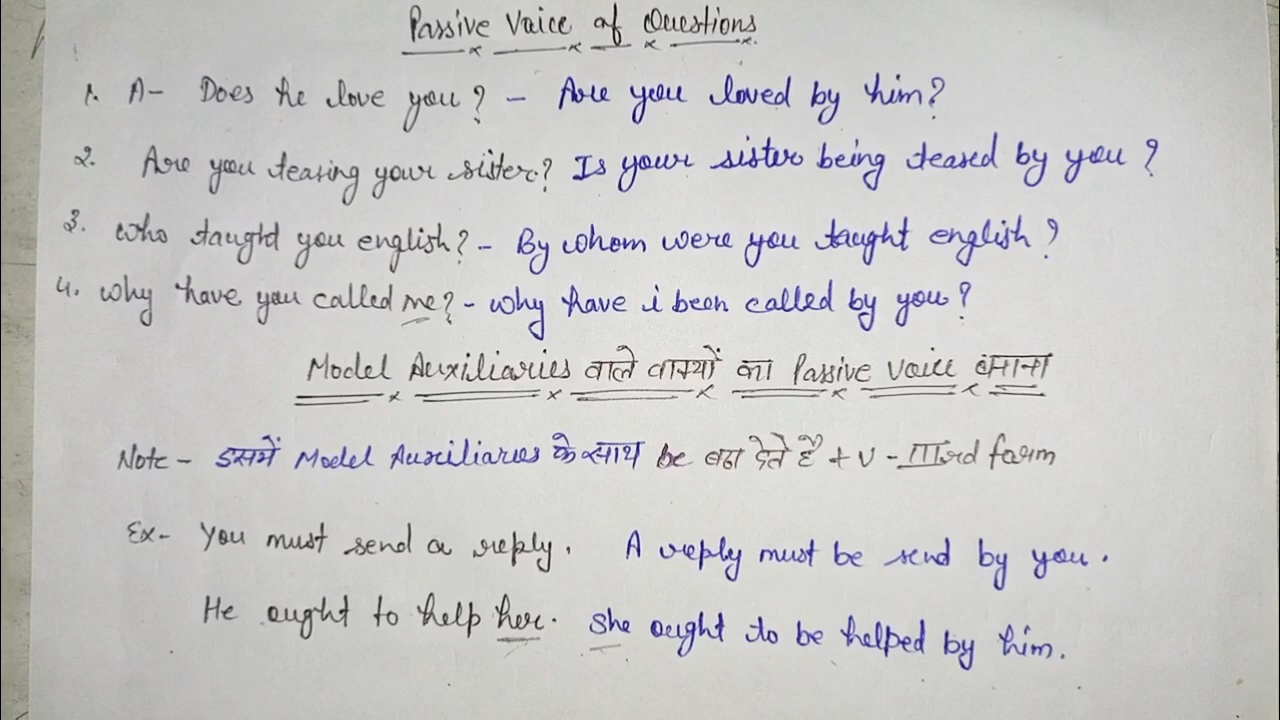 Passive Voice of Questions
1. A- Does he love you? - Are you loved by him?
2. Are you teasing your sister? Is your sister being teased by you?
3. Who taught you english? - By whom were you taught english?
4. Why have you called me? - Why have i been called by you?
Model Auxiliaries वाले वाक्यों का Passive Voice बनाना
Note - इसमें Model Auxiliaries के साथ be बढा देते है + V - IIIrd form
Ex- You must send a reply. A reply must be send by you.
He ought to help her. She ought to be helped by him.